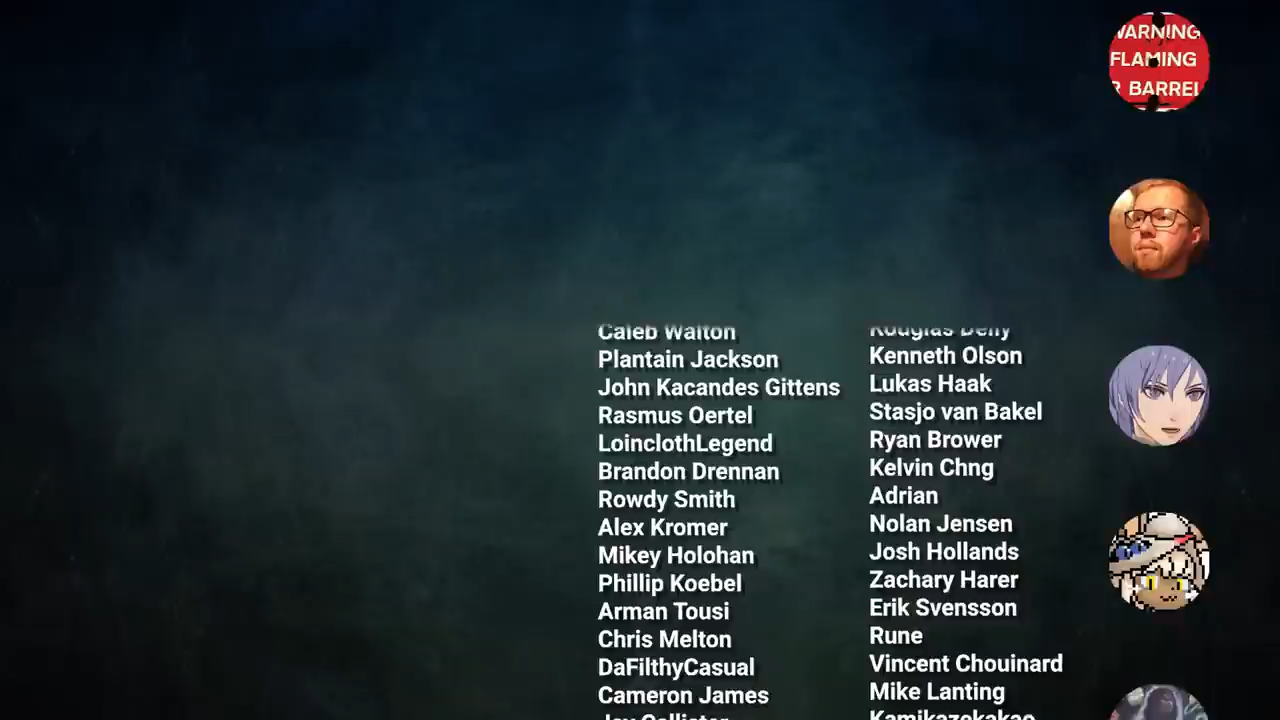 WARNING
FLAMING
R BARREL
Caleb Walton
Plantain Jackson
John Kacandes Gittens
Rasmus Oertel
LoinclothLegend
Brandon Drennan
Rowdy Smith
Alex Kromer
Mikey Holohan
Phillip Koebel
Arman Tousi
Chris Melton
DaFilthyCasual
Cameron James
Kenneth Olson
Lukas Haak
Stasjo van Bakel
Ryan Brower
Kelvin Chng
Adrian
Nolan Jensen
Josh Hollands
Zachary Harer
Erik Svensson
Rune
Vincent Chouinard
Mike Lanting
Kamikazekakao